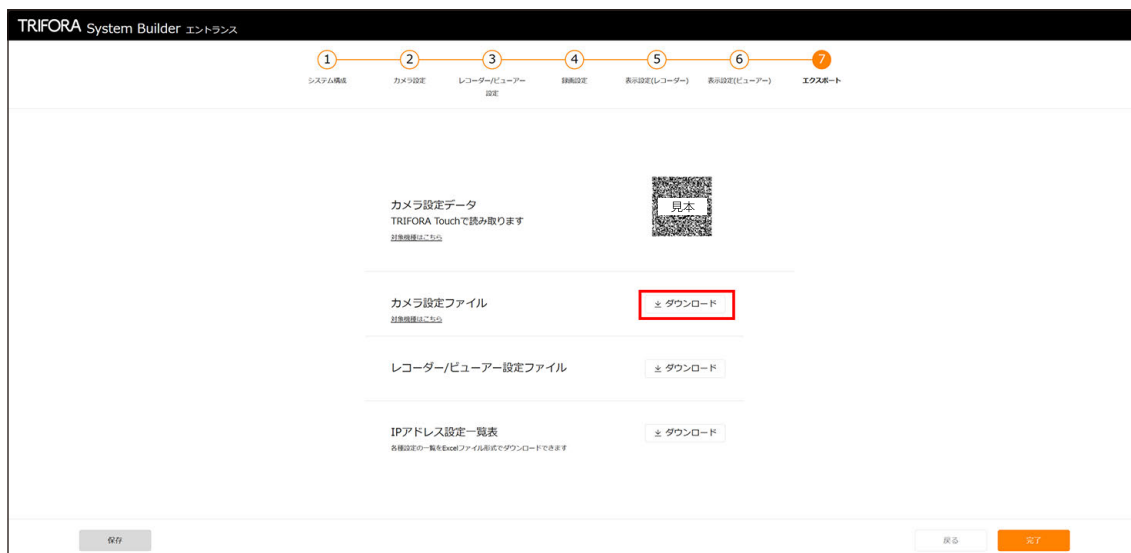 TRIFORA System Builder エントランス
1 2 3 4 5 6 7
システム構成 カメラ設定 レコーダー/ビューアー 録画設定 表示設定(レコーダー) 表示設定(ビューアー) エクスポート
設定
カメラ設定データ
TRIFORA Touchで読み取ります
対象機種はこちら
見本
カメラ設定ファイル
対象機種はこちら
ダウンロード
レコーダー/ビューアー設定ファイル
ダウンロード
IPアドレス設定一覧表
各種設定の一覧をExcelファイル形式でダウンロードできます
ダウンロード
保存
戻る
完了